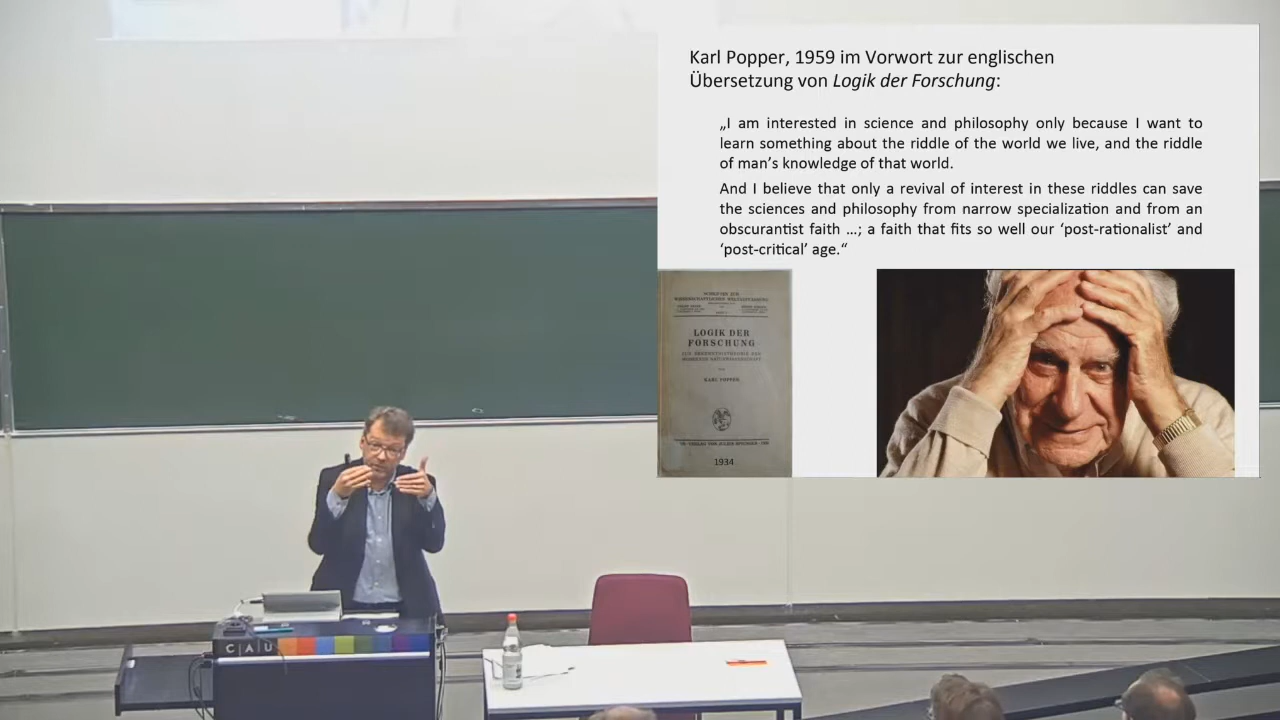 Karl Popper, 1959 im Vorwort zur englischen
Übersetzung von Logik der Forschung:
„I am interested in science and philosophy only because I want to
learn something about the riddle of the world we live, and the riddle
of man’s knowledge of that world.
And I believe that only a revival of interest in these riddles can save
the sciences and philosophy from narrow specialization and from an
obscurantist faith …; a faith that fits so well our ‘post-rationalist’ and
‘post-critical’ age.“
LOGIK DER
FORSCHUNG
KARL POPPER
1934
C|A|U